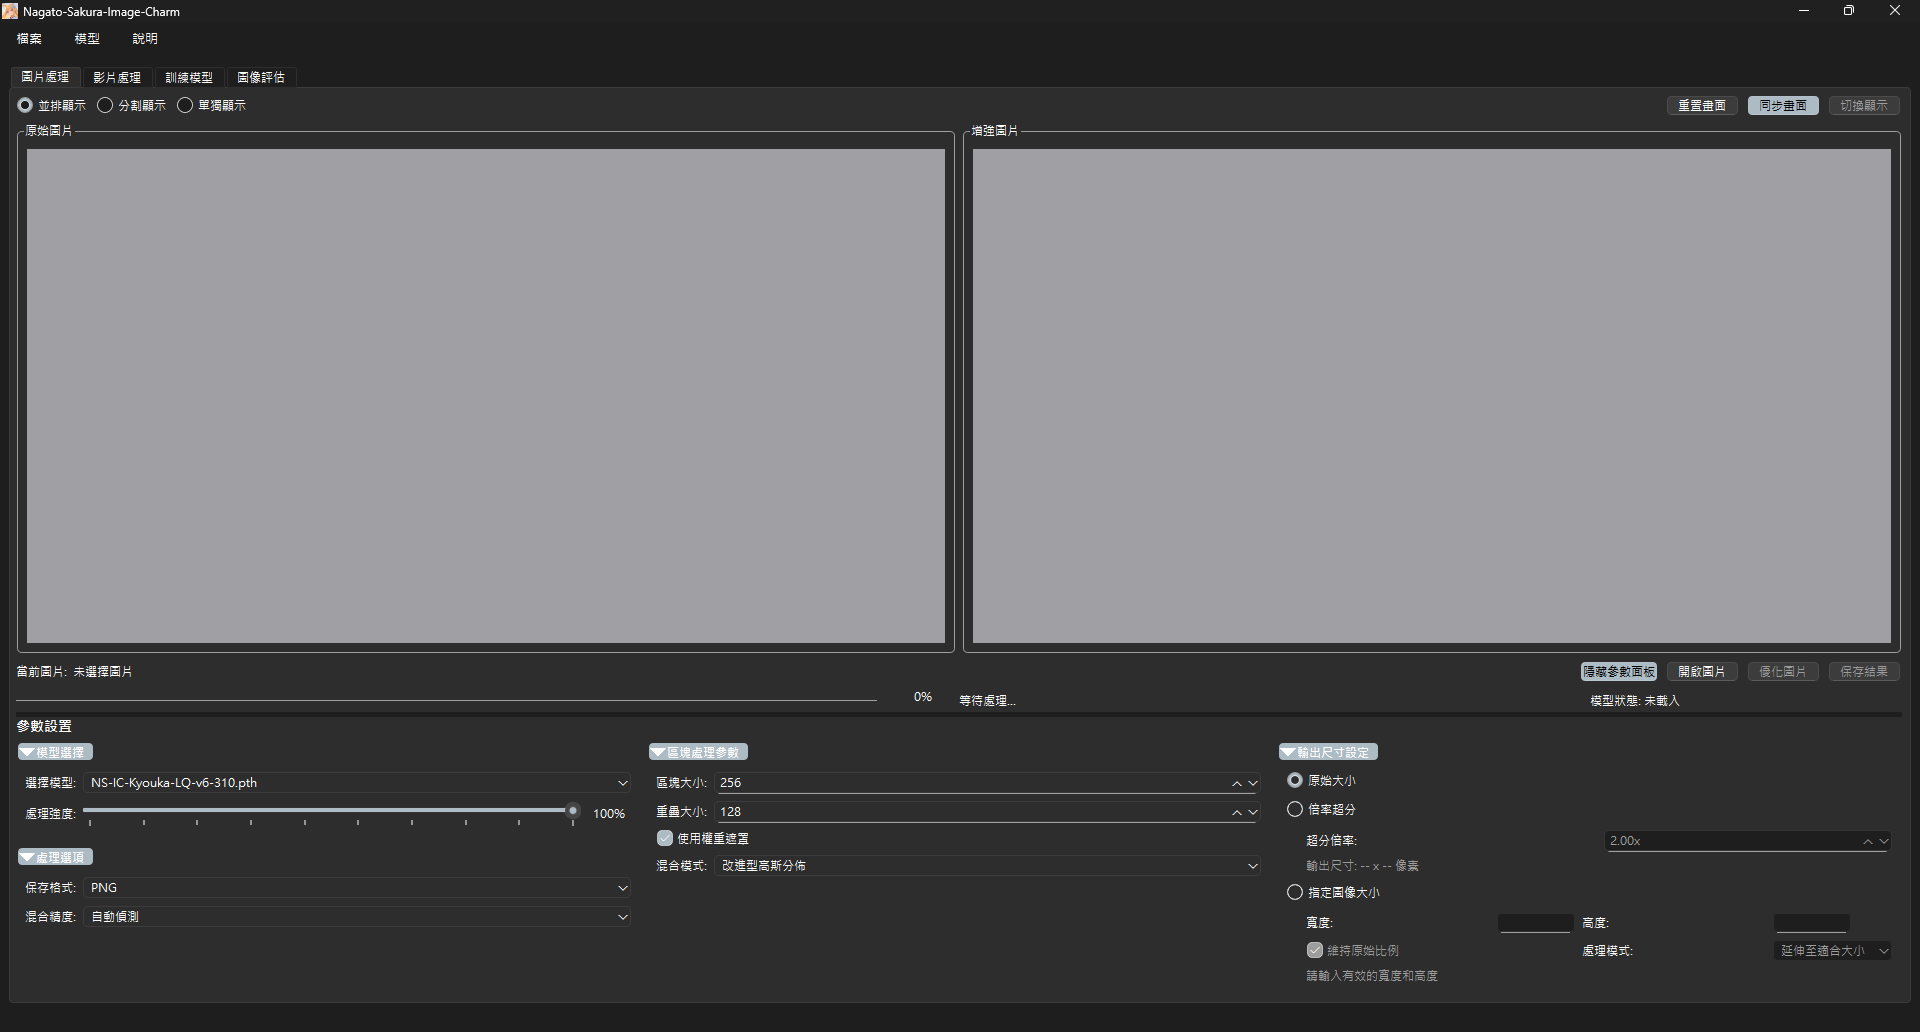 Nagato-Sakura-Image-Charm
檔案 模型 說明
圖片處理 影片處理 訓練模型 圖像評估
並排顯示 分割顯示 單獨顯示 重置畫面 同步畫面 切換顯示
原始圖片 增強圖片
當前圖片: 未選擇圖片 隱藏參數面板 開啟圖片 優化圖片 保存結果
0% 等待處理... 模型狀態: 未載入
參數設置
模型選擇 區塊處理參數 輸出尺寸設定
選擇模型: NS-IC-Kyouka-LQ-v6-310.pth 區塊大小: 256 原始大小
處理強度: 100% 重疊大小: 128 倍率超分
使用權重遮罩 超分倍率: 2.00x
處理選項 混合模式: 改進型高斯分佈 輸出尺寸: -- x -- 像素
保存格式: PNG 指定圖像大小
混合精度: 自動偵測 寬度: 高度:
維持原始比例 處理模式: 延伸至適合大小
請輸入有效的寬度和高度